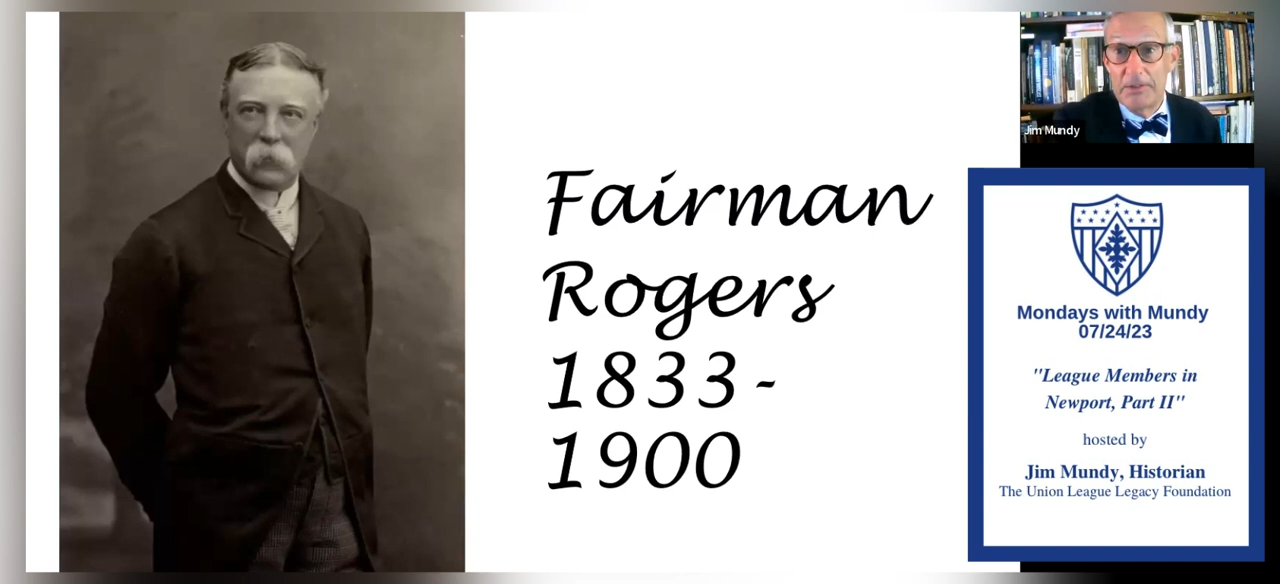 Fairman
Rogers
1833-
1900
Jim Mundy
Mondays with Mundy
07/24/23
"League Members in
Newport, Part II"
hosted by
Jim Mundy, Historian
The Union League Legacy Foundation